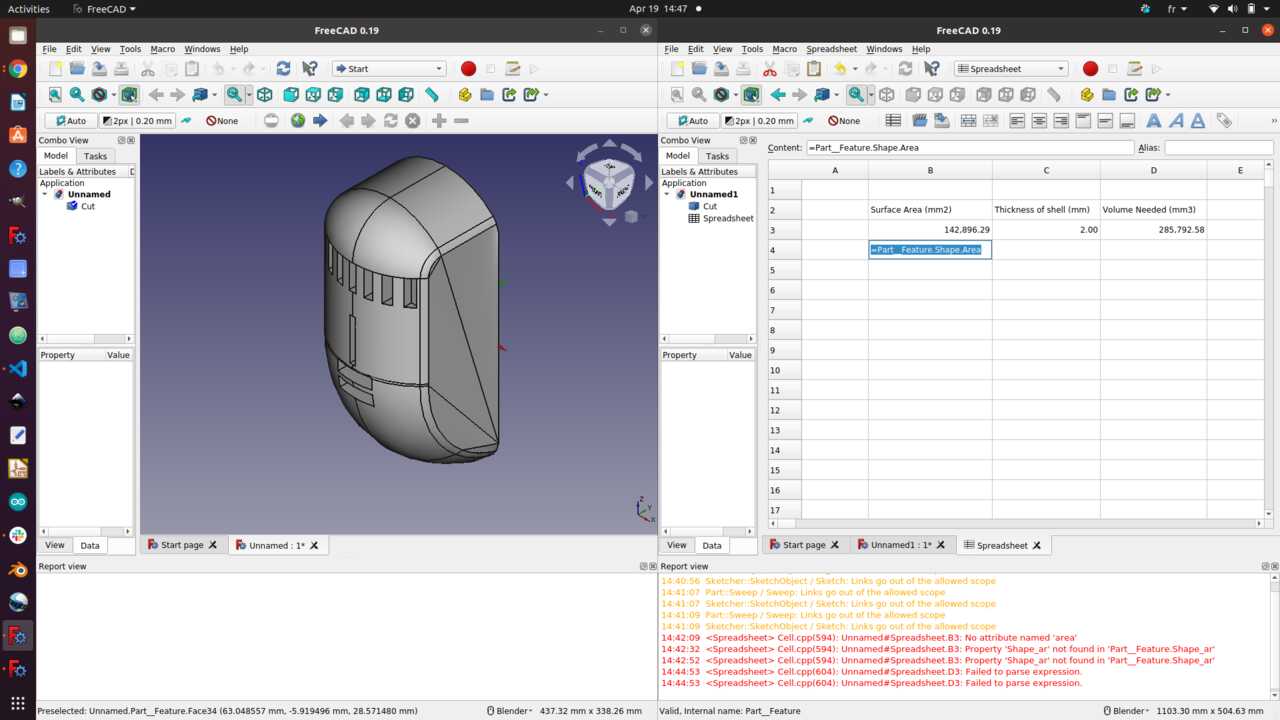 Activities FreeCAD Apr 19 14:47 fr
FreeCAD 0.19
File Edit View Tools Macro Windows Help
Start
Auto 2px | 0.20 mm None
Combo View
Model Tasks
Labels & Attributes D
Application
Unnamed
Cut
Property Value
View Data
Start page Unnamed : 1*
Report view
Preselected: Unnamed.Part__Feature.Face34 (63.048557 mm, -5.919496 mm, 28.571480 mm) Blender 437.32 mm x 338.26 mm
FreeCAD 0.19
File Edit View Tools Macro Spreadsheet Windows Help
Spreadsheet
Auto 2px | 0.20 mm None
Combo View
Model Tasks
Labels & Attributes
Application
Unnamed1
Cut
Spreadsheet
Property Value
View Data
Content: =Part__Feature.Shape.Area Alias:
A B C D E
1
2 Surface Area (mm2) Thickness of shell (mm) Volume Needed (mm3)
3 142,896.29 2.00 285,792.58
4 =Part__Feature.Shape.Area
5
6
7
8
9
10
11
12
13
14
15
16
17
Start page Unnamed1 : 1* Spreadsheet
Report view
14:40:56 Sketcher::SketchObject / Sketch: Links go out of the allowed scope
14:41:07 Part::Sweep / Sweep: Links go out of the allowed scope
14:41:07 Sketcher::SketchObject / Sketch: Links go out of the allowed scope
14:41:09 Part::Sweep / Sweep: Links go out of the allowed scope
14:41:09 Sketcher::SketchObject / Sketch: Links go out of the allowed scope
14:42:09 <Spreadsheet> Cell.cpp(594): Unnamed#Spreadsheet.B3: No attribute named 'area'
14:42:32 <Spreadsheet> Cell.cpp(594): Unnamed#Spreadsheet.B3: Property 'Shape_ar' not found in 'Part__Feature.Shape_ar'
14:42:52 <Spreadsheet> Cell.cpp(594): Unnamed#Spreadsheet.B3: Property 'Shape_ar' not found in 'Part__Feature.Shape_ar'
14:44:53 <Spreadsheet> Cell.cpp(604): Unnamed#Spreadsheet.D3: Failed to parse expression.
14:44:53 <Spreadsheet> Cell.cpp(604): Unnamed#Spreadsheet.D3: Failed to parse expression.
Valid, Internal name: Part__Feature Blender 1103.30 mm x 504.63 mm